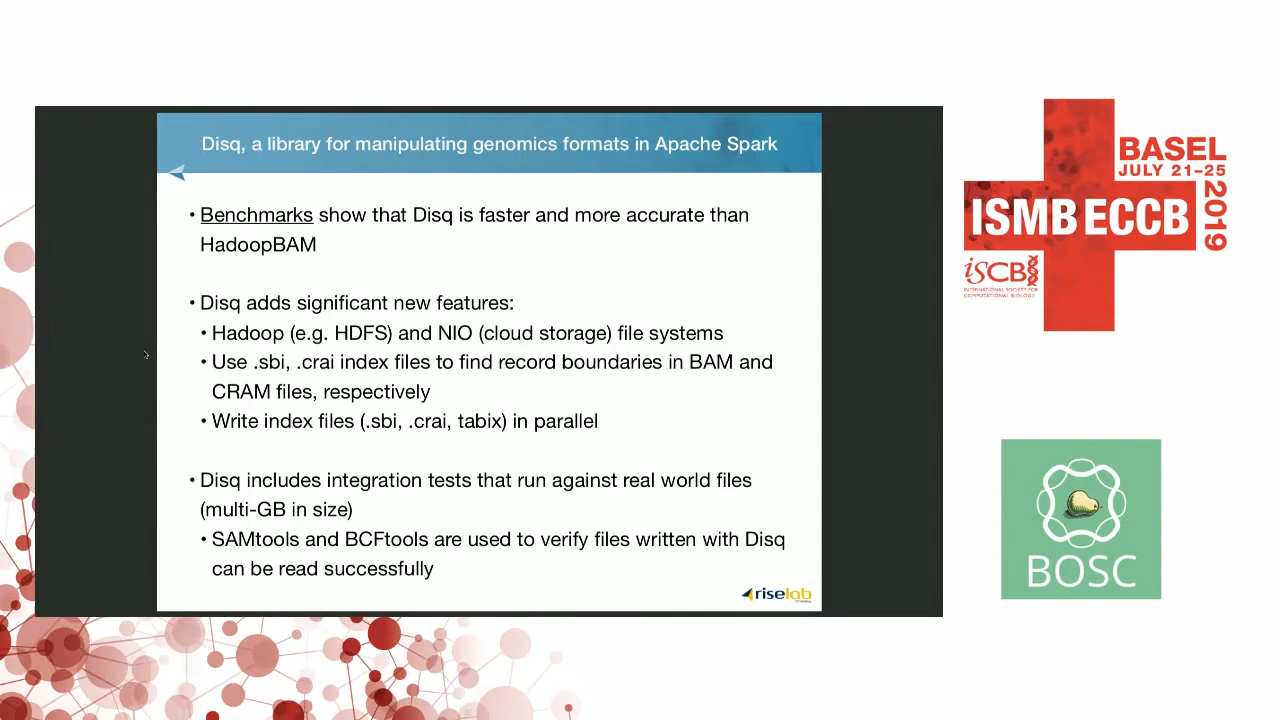 Disq, a library for manipulating genomics formats in Apache Spark
• Benchmarks show that Disq is faster and more accurate than
HadoopBAM
• Disq adds significant new features:
• Hadoop (e.g. HDFS) and NIO (cloud storage) file systems
• Use .sbi, .crai index files to find record boundaries in BAM and
CRAM files, respectively
• Write index files (.sbi, .crai, tabix) in parallel
• Disq includes integration tests that run against real world files
(multi-GB in size)
• SAMtools and BCFtools are used to verify files written with Disq
can be read successfully
riselab
BASEL
JULY 21–25
2019
ISMB ECCB
ISCB
INTERNATIONAL SOCIETY FOR
COMPUTATIONAL BIOLOGY
BOSC